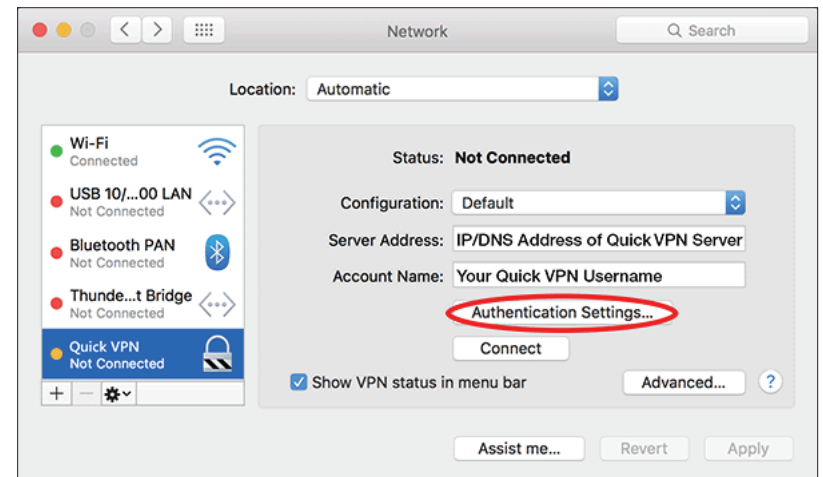 Network
Search
Location: Automatic
Wi-Fi
Connected
USB 10/...00 LAN
Not Connected
Bluetooth PAN
Not Connected
Thunde...t Bridge
Not Connected
Quick VPN
Not Connected
Status: Not Connected
Configuration: Default
Server Address: IP/DNS Address of Quick VPN Server
Account Name: Your Quick VPN Username
Authentication Settings...
Connect
Show VPN status in menu bar
Advanced...
?
Assist me...
Revert
Apply